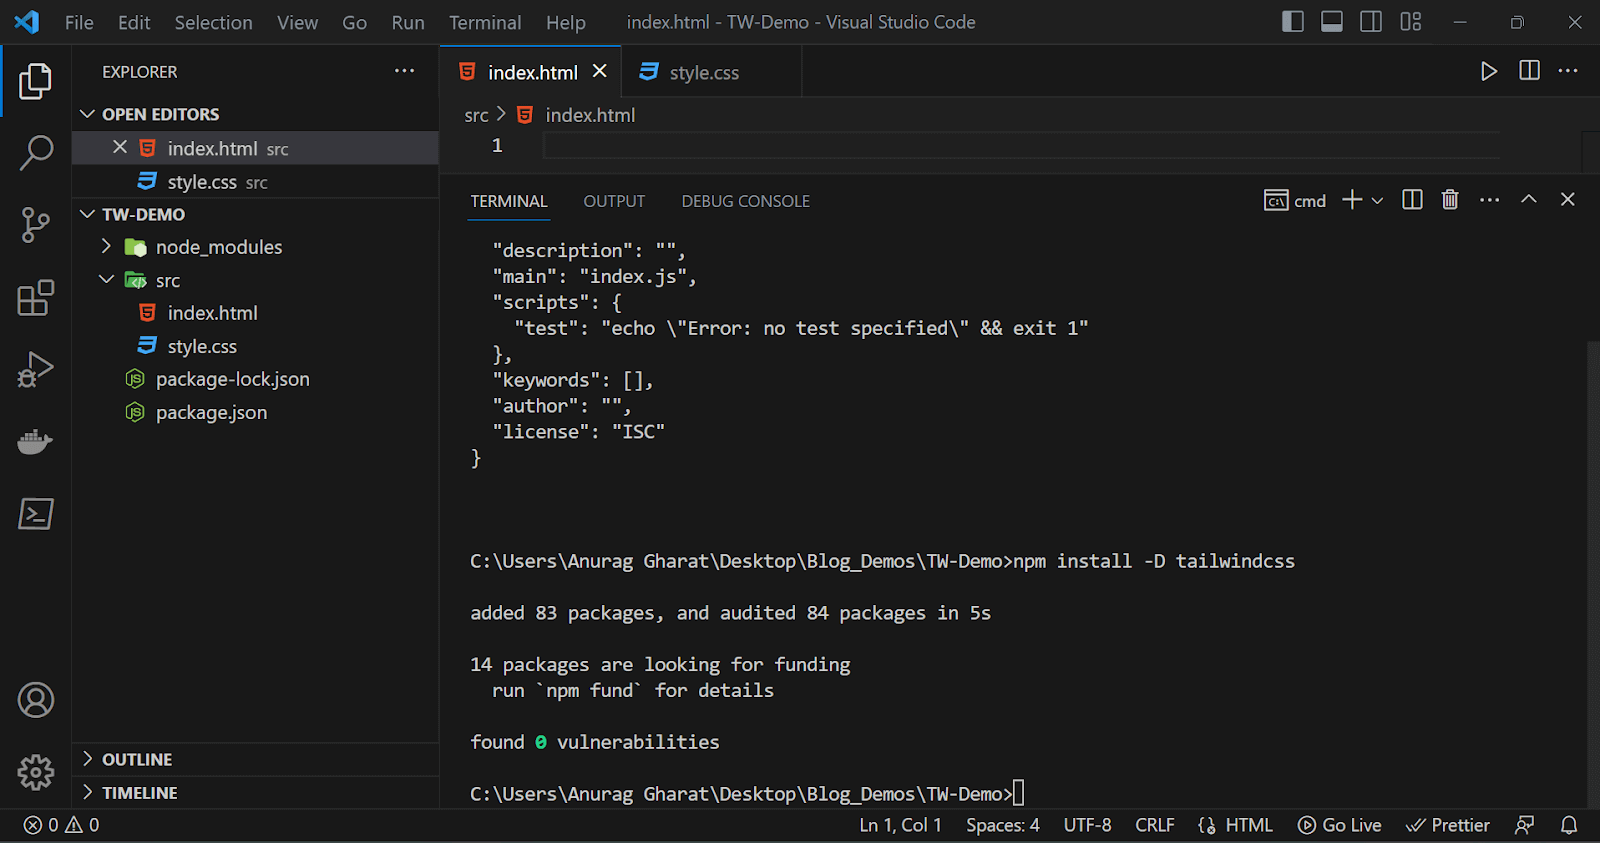 File Edit Selection View Go Run Terminal Help index.html - TW-Demo - Visual Studio Code
EXPLORER
OPEN EDITORS
index.html src
style.css src
TW-DEMO
node_modules
src
index.html
style.css
package-lock.json
package.json
OUTLINE
TIMELINE
index.html style.css
src index.html
1
TERMINAL OUTPUT DEBUG CONSOLE cmd
"description": "",
"main": "index.js",
"scripts": {
"test": "echo \"Error: no test specified\" && exit 1"
},
"keywords": [],
"author": "",
"license": "ISC"
}
C:\Users\Anurag Gharat\Desktop\Blog_Demos\TW-Demo>npm install -D tailwindcss
added 83 packages, and audited 84 packages in 5s
14 packages are looking for funding
run `npm fund` for details
found 0 vulnerabilities
C:\Users\Anurag Gharat\Desktop\Blog_Demos\TW-Demo>
0 0 Ln 1, Col 1 Spaces: 4 UTF-8 CRLF HTML Go Live Prettier